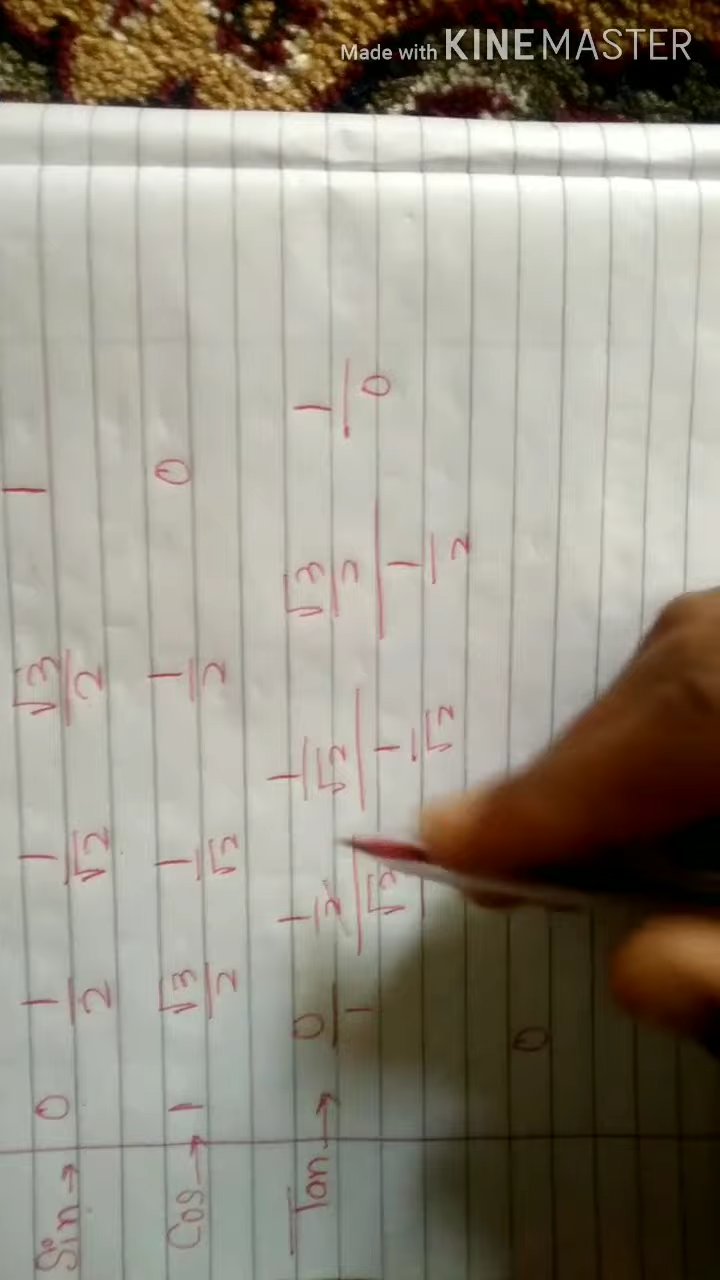 Made with KINEMASTER
Sin → 0 1/2 1/√2 √3/2 1
Cos → 1 √3/2 1/√2 1/2 0
Tan → 0/1 1/2/√3 1/√2/1/√2 √3/2/1/2 1/0
0